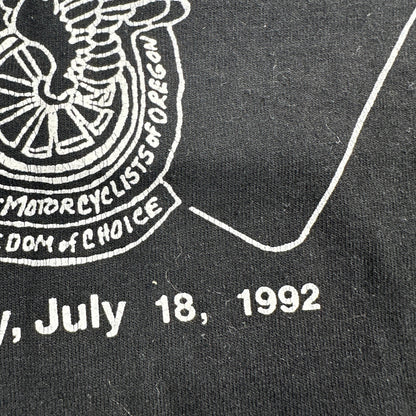 MOTORCYCLISTS of OREGON
DOM of CHOICE
y, July 18, 1992